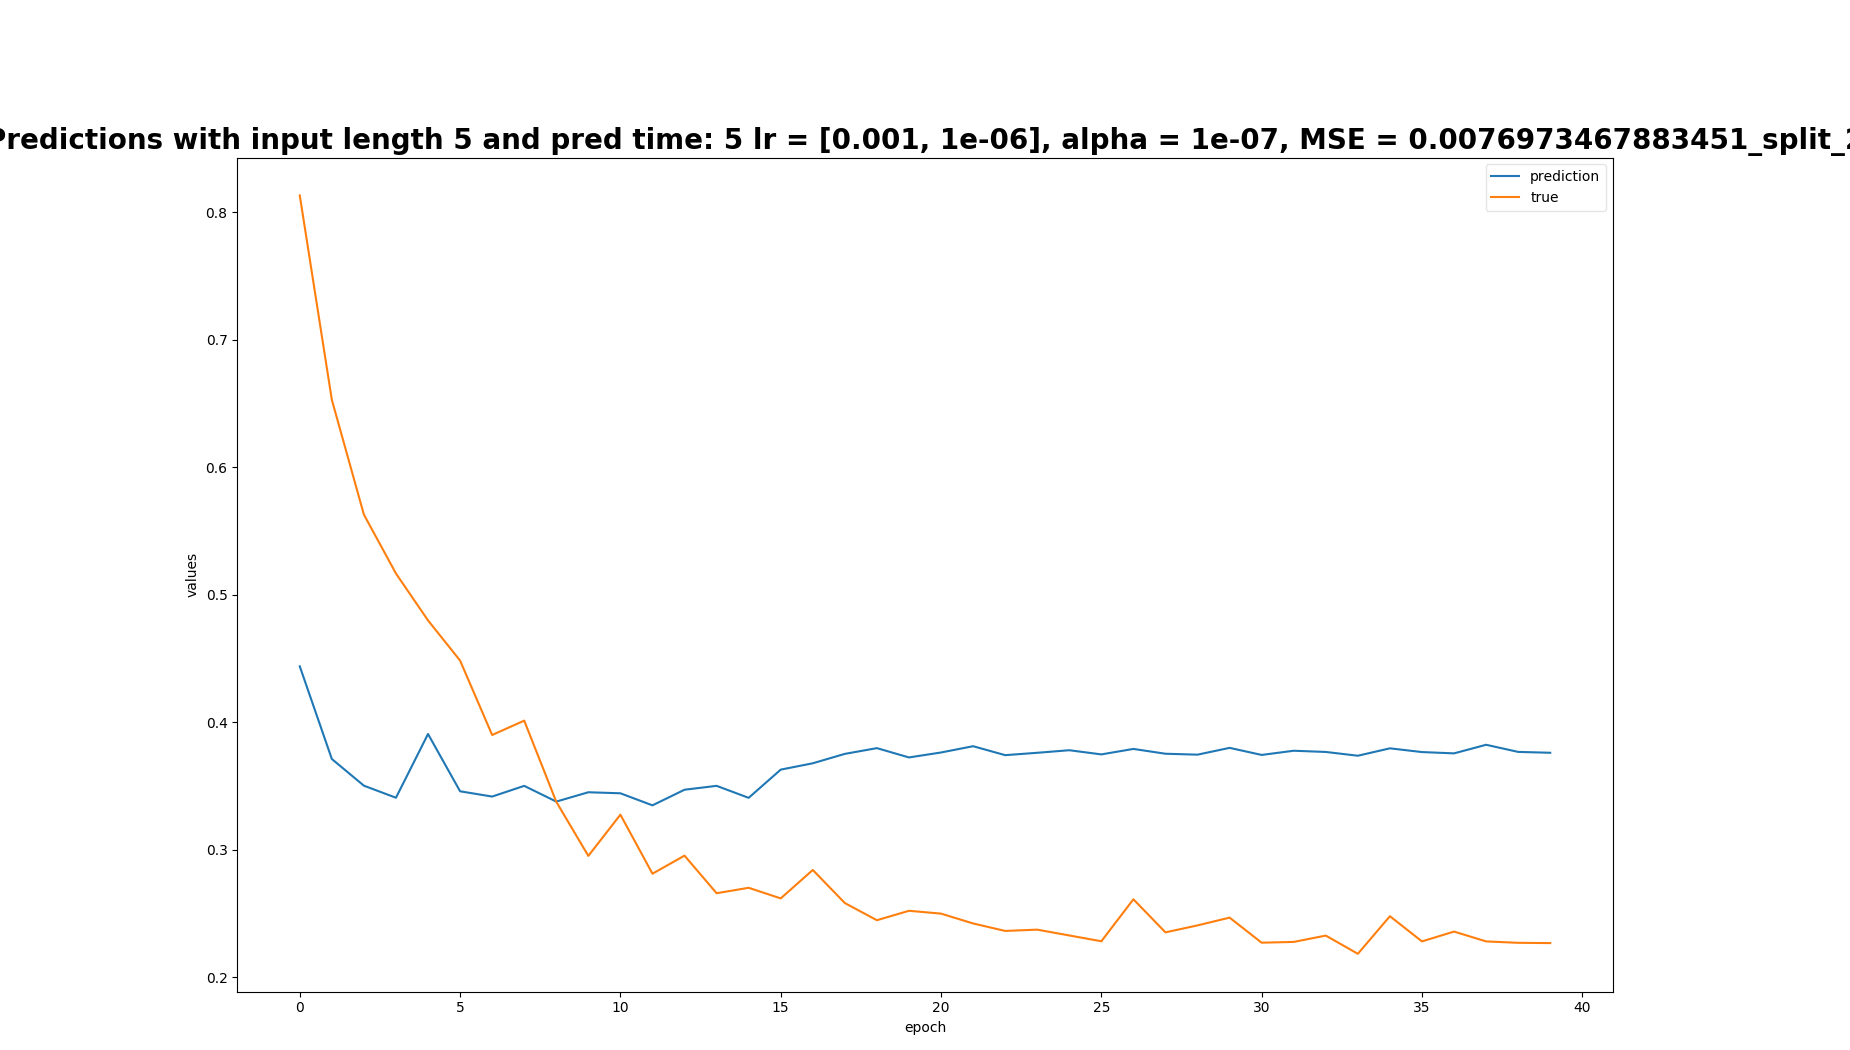 Predictions with input length 5 and pred time: 5 lr = [0.001, 1e-06], alpha = 1e-07, MSE = 0.0076973467883451_split_2
prediction
true
0.8
0.7
0.6
0.5
0.4
0.3
0.2
values
0 5 10 15 20 25 30 35 40
epoch